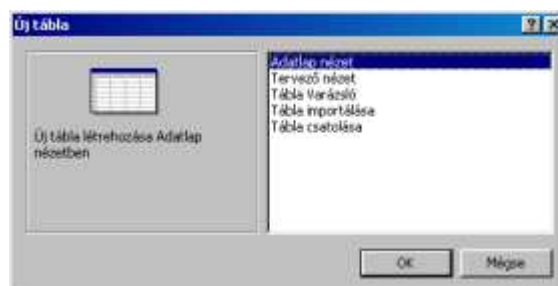 Új tábla
Adatlap nézet
Tervező nézet
Tábla Varázsló
Tábla importálása
Tábla csatolása
Új tábla létrehozása Adatlap
nézetben
OK
Mégse